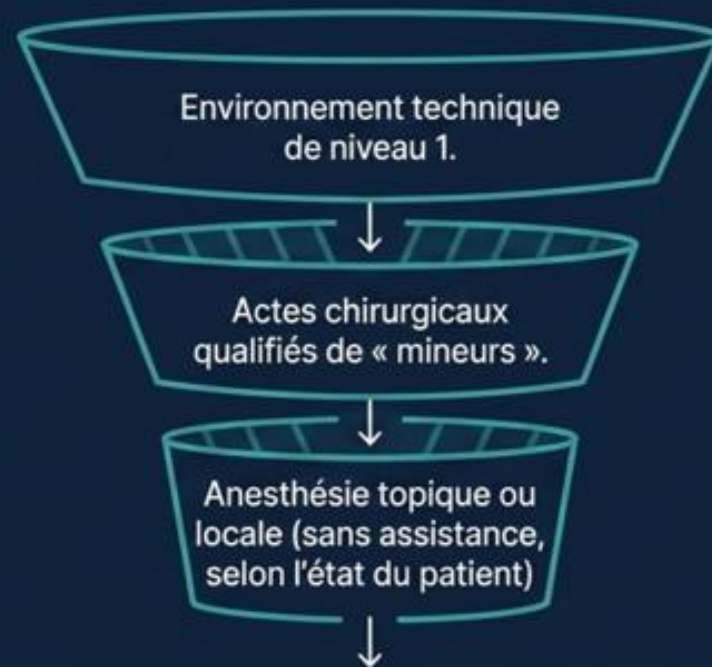 Environnement technique
de niveau 1.
Actes chirurgicaux
qualifiés de « mineurs ».
Anesthésie topique ou
locale (sans assistance,
selon l'état du patient)